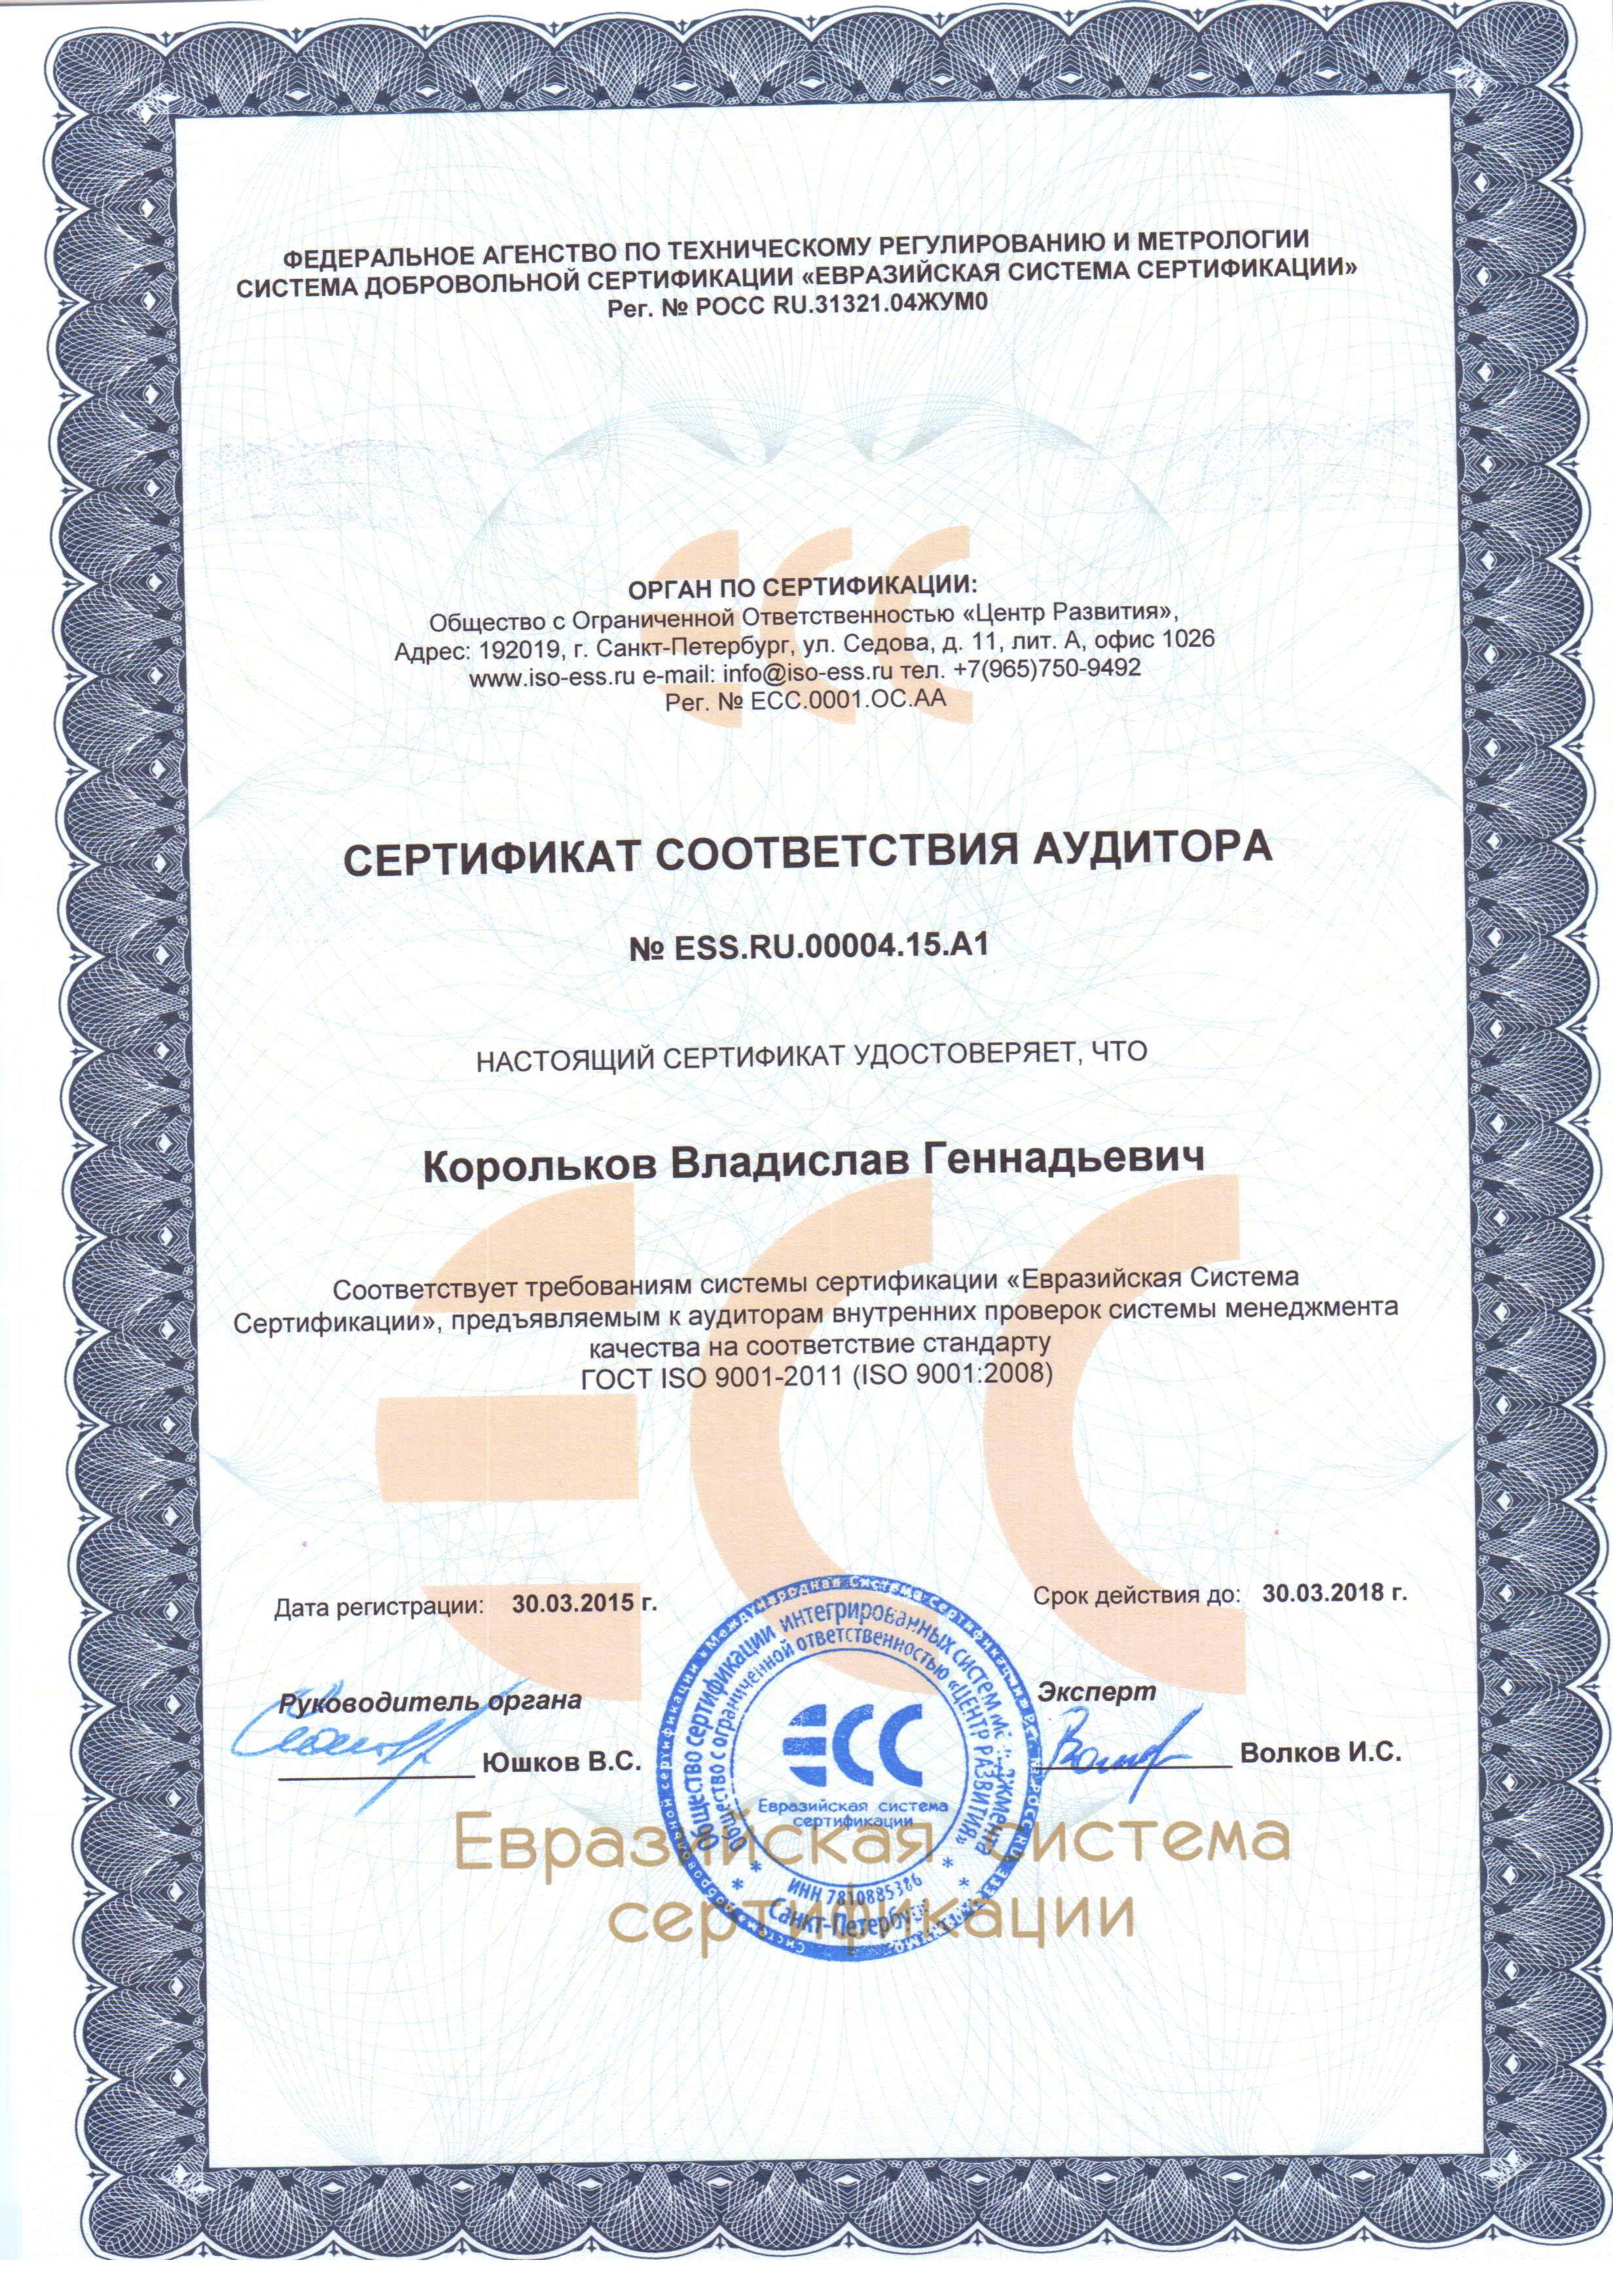 ФЕДЕРАЛЬНОЕ АГЕНСТВО ПО ТЕХНИЧЕСКОМУ РЕГУЛИРОВАНИЮ И МЕТРОЛОГИИ
СИСТЕМА ДОБРОВОЛЬНОЙ СЕРТИФИКАЦИИ «ЕВРАЗИЙСКАЯ СИСТЕМА СЕРТИФИКАЦИИ»
Рег. № РОСС RU.31321.04ЖУМ0
ЕСС
ОРГАН ПО СЕРТИФИКАЦИИ:
Общество с Ограниченной Ответственностью «Центр Развития»,
Адрес: 192019, г. Санкт-Петербург, ул. Седова, д. 11, лит. А, офис 1026
www.iso-ess.ru e-mail: info@iso-ess.ru тел. +7(965)750-9492
Рег. № ЕСС.0001.ОС.АА
СЕРТИФИКАТ СООТВЕТСТВИЯ АУДИТОРА
№ ESS.RU.00004.15.А1
НАСТОЯЩИЙ СЕРТИФИКАТ УДОСТОВЕРЯЕТ, ЧТО
Корольков Владислав Геннадьевич
ЕСС
Соответствует требованиям системы сертификации «Евразийская Система
Сертификации», предъявляемым к аудиторам внутренних проверок системы менеджмента
качества на соответствие стандарту
ГОСТ ISO 9001-2011 (ISO 9001:2008)
Дата регистрации: 30.03.2015 г.
Срок действия до: 30.03.2018 г.
Руководитель органа
Юшков В.С.
Эксперт
Волков И.С.
Общество сертификации интегрированных систем менеджмента
Общество с ограниченной ответственностью «ЦЕНТР РАЗВИТИЯ»
ЕСС
Евразийская система
сертификации
ИНН 7810885386
Санкт-Петербург
Евразийская система
сертификации